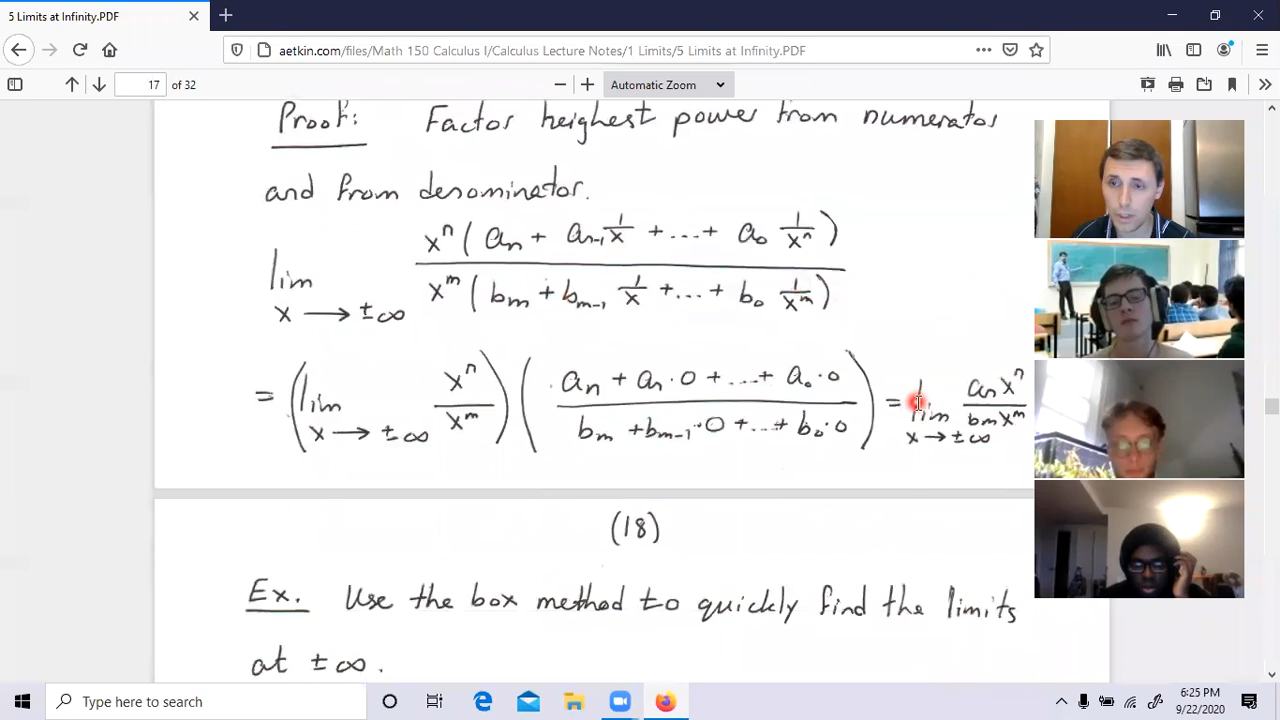 5 Limits at Infinity.PDF
aetkin.com/files/Math 150 Calculus I/Calculus Lecture Notes/1 Limits/5 Limits at Infinity.PDF
17 of 32
Automatic Zoom
Proof: Factor heighest power from numerator
and from denominator.
lim x → ±∞ xⁿ ( aₙ + aₙ₋₁ 1/x + ... + a₀ 1/xⁿ ) / xᵐ ( bₘ + bₘ₋₁ 1/x + ... + b₀ 1/xᵐ )
= ( lim x → ±∞ xⁿ / xᵐ ) ( aₙ + aₙ · 0 + ... + a₀ · 0 / bₘ + bₘ₋₁ · 0 + ... + b₀ · 0 ) = lim x → ±∞ aₙxⁿ / bₘxᵐ
(18)
Ex. Use the box method to quickly find the limits
at ±∞.
Type here to search
6:25 PM
9/22/2020